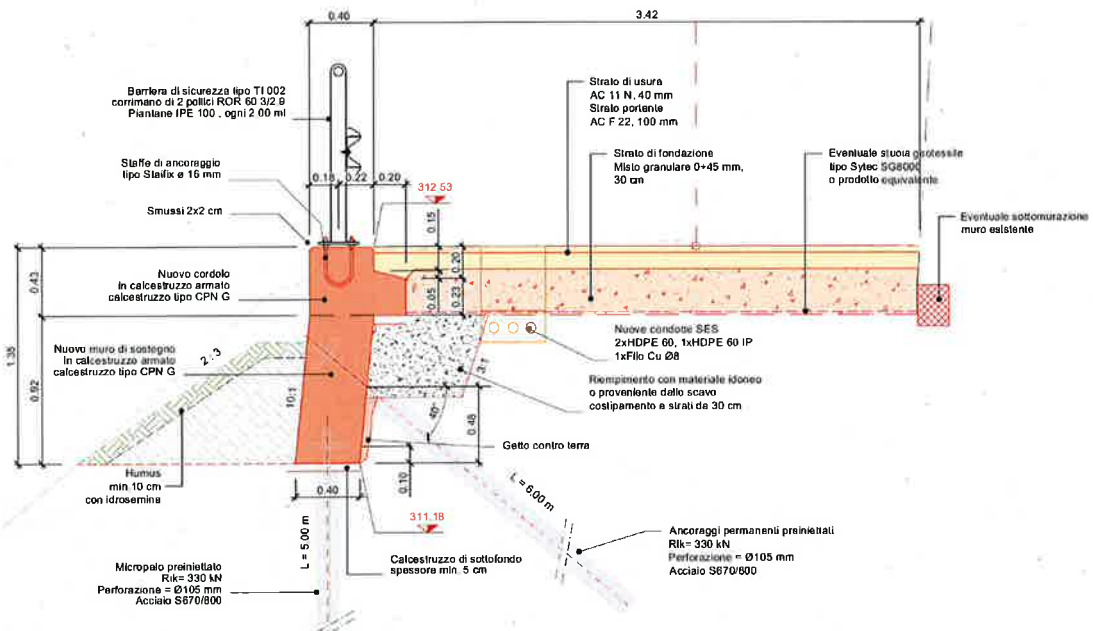 0.40
3.42
Barriera di sicurezza tipo TI 002
corrimano di 2 pollici ROR 60 3/2.9
Piantane IPE 100 , ogni 2.00 ml
Staffe di ancoraggio
tipo Stalfix ø 16 mm
Smussi 2x2 cm
0.18
0.22
0.20
312.53
0.15
0.20
0.05
0.23
Strato di usura
AC 11 N, 40 mm
Strato portante
AC F 22, 100 mm
Strato di fondazione
Misto granulare 0+45 mm,
30 cm
Eventuale stuoia geotessile
tipo Sytec SG8000
o prodotto equivalente
Eventuale sottomurazione
muro esistente
Nuovo cordolo
in calcestruzzo armato
calcestruzzo tipo CPN G
0.43
1.35
0.92
Nuovo muro di sostegno
in calcestruzzo armato
calcestruzzo tipo CPN G
2:3
10:1
3:1
40°
0.48
0.10
Nuove condotte SES
2xHDPE 60, 1xHDPE 60 IP
1xFilo Cu Ø8
Riempimento con materiale idoneo
o proveniente dallo scavo
costipamento a strati da 30 cm
Getto contro terra
Humus
min 10 cm
con idrosemina
0.40
311.18
L = 5.00 m
L = 6.00 m
Calcestruzzo di sottofondo
spessore min. 5 cm
Micropalo preiniettato
Rik= 330 kN
Perforazione = Ø105 mm
Acciaio S670/800
Ancoraggi permanenti preiniettati
Rik= 330 kN
Perforazione = Ø105 mm
Acciaio S670/800